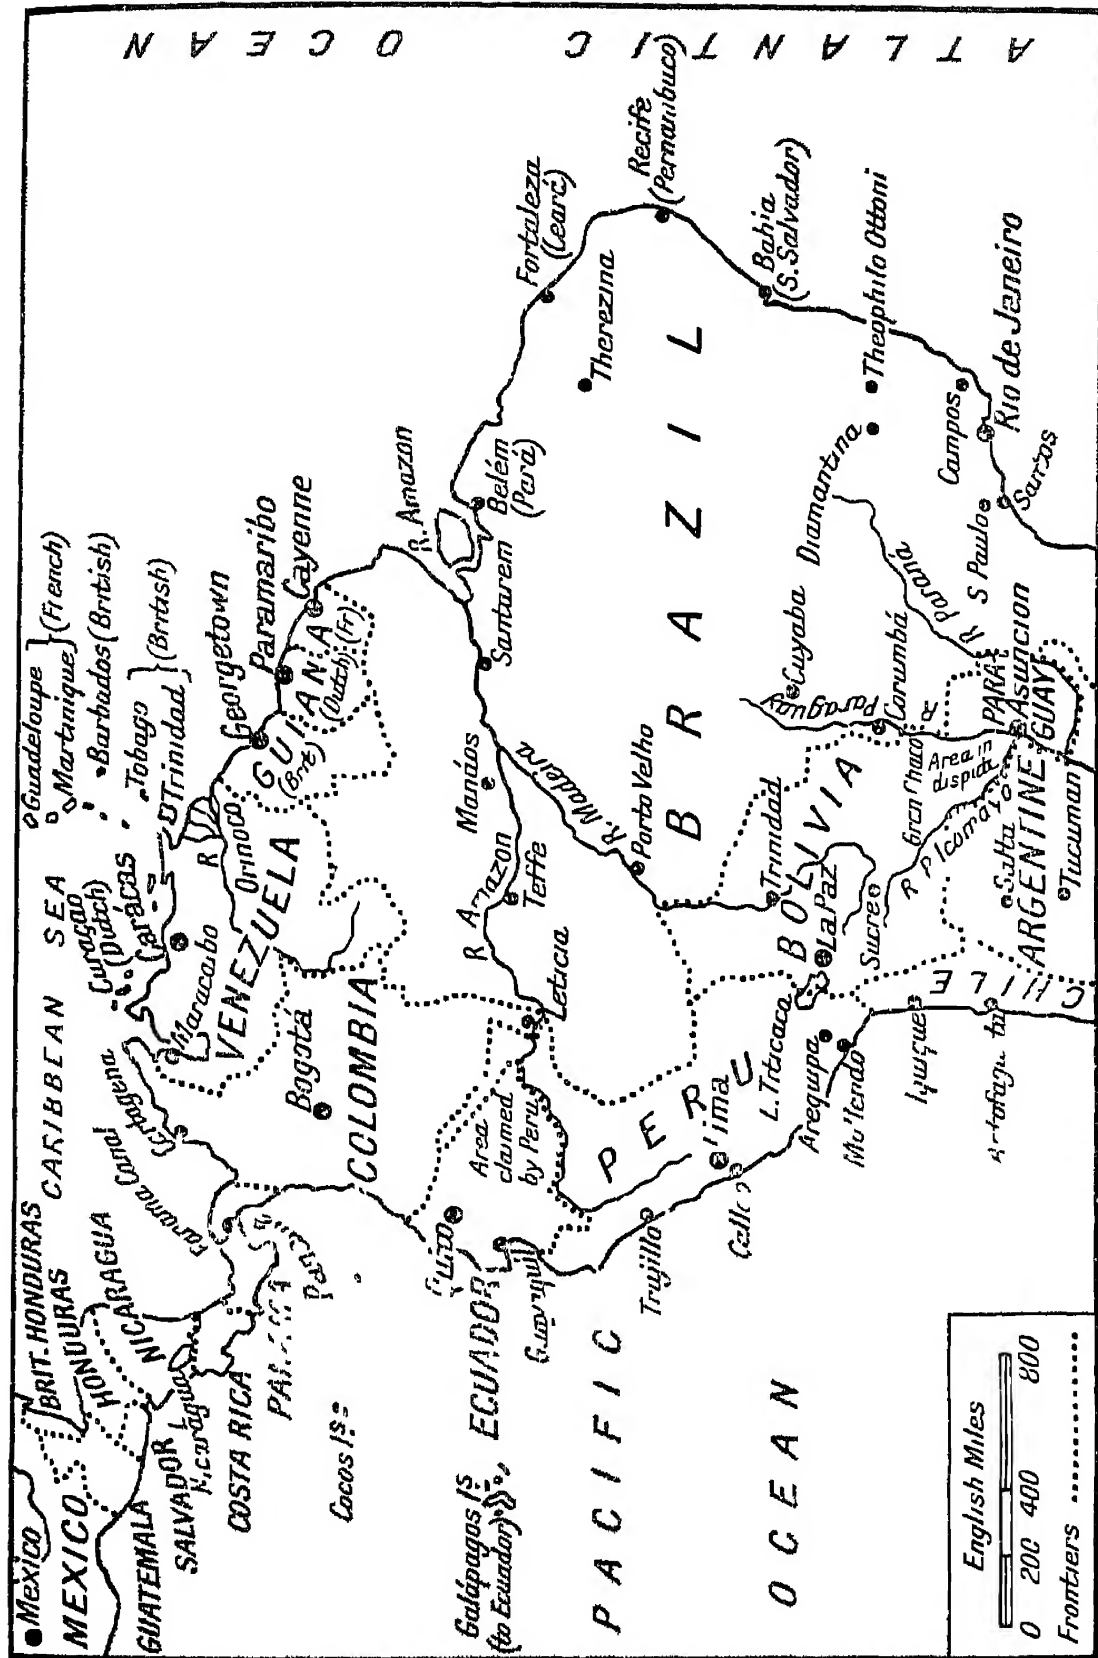 Mexico
MEXICO
BRIT. HONDURAS
HONDURAS
GUATEMALA
SALVADOR
NICARAGUA
L
Nicaragua
COSTA RICA
Cocos Is
Panama Canal
CARIBBEAN SEA
Cartagena
Maracaibo
Curaçao
(Dutch)
Carácas
Guadeloupe
Martinique
(French)
Barbados (British)
Tobago
Trinidad
(British)
R
Orinoco
VENEZUELA
Georgetown
Paramaribo
Cayenne
GUIANA
(Brit)
(Dutch)
(Fr)
Bogotá
COLOMBIA
Galápagos Is
(to Ecuador)
ECUADOR
Area
claimed
by Peru
Leticia
R Amazon
Teffe
Manáos
Santarem
R. Amazon
Belém
(Pará)
Fortaleza
(Ceará)
Therezina
Recife
(Pernambuco)
Bahia
(S. Salvador)
Theophilo Ottoni
Diamantina
Campos
Rio de Janeiro
S Paulo
Santos
R Paraná
BRAZIL
R. Madeira
Porto Velho
Cuyaba
Corumbá
R
Paraguay
PERU
Trujillo
Lima
L. Titicaca
Arequipa
BOLIVIA
La Paz
Trinidad
Sucre
Gran Chaco
Area in
dispute
R Pilcomayo
PARA
GUAY
Asuncion
ARGENTINE
Salta
Tucuman
CHILE
Iquique
PACIFIC
OCEAN
ATLANTIC OCEAN
English Miles
0 200 400 800
Frontiers